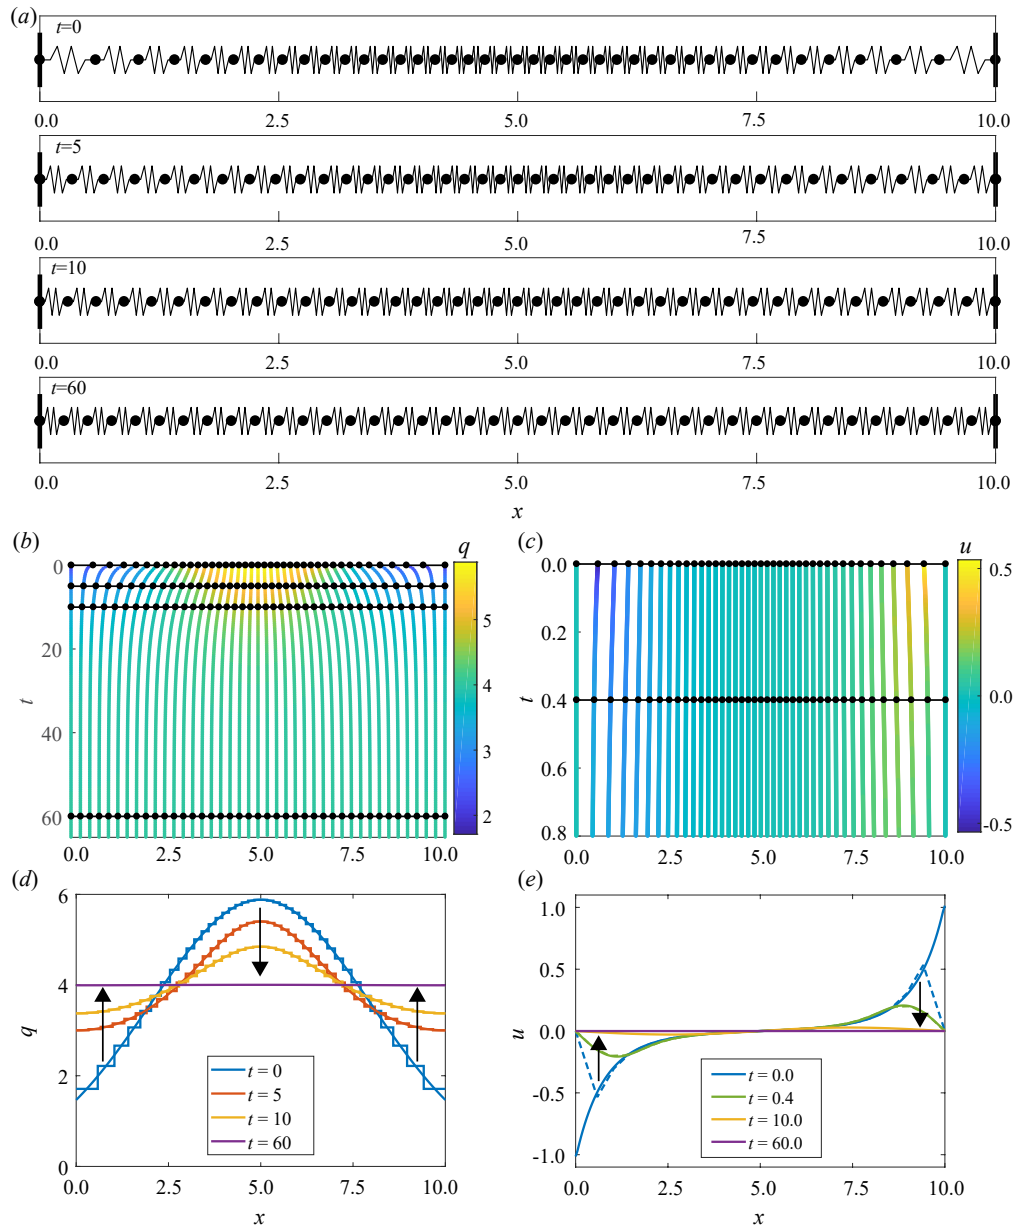 (a)
t=0
0.0 2.5 5.0 7.5 10.0
t=5
0.0 2.5 5.0 7.5 10.0
t=10
0.0 2.5 5.0 7.5 10.0
t=60
0.0 2.5 5.0 7.5 10.0
x
(b) q
0
20
40
60
t
5
4
3
2
0.0 2.5 5.0 7.5 10.0
(c) u
0.0
0.2
0.4
0.6
0.8
t
0.5
0.0
-0.5
0.0 2.5 5.0 7.5 10.0
(d)
6
4
2
0
q
t = 0
t = 5
t = 10
t = 60
0.0 2.5 5.0 7.5 10.0
x
(e)
1.0
0.5
0.0
-0.5
-1.0
u
t = 0.0
t = 0.4
t = 10.0
t = 60.0
0.0 2.5 5.0 7.5 10.0
x